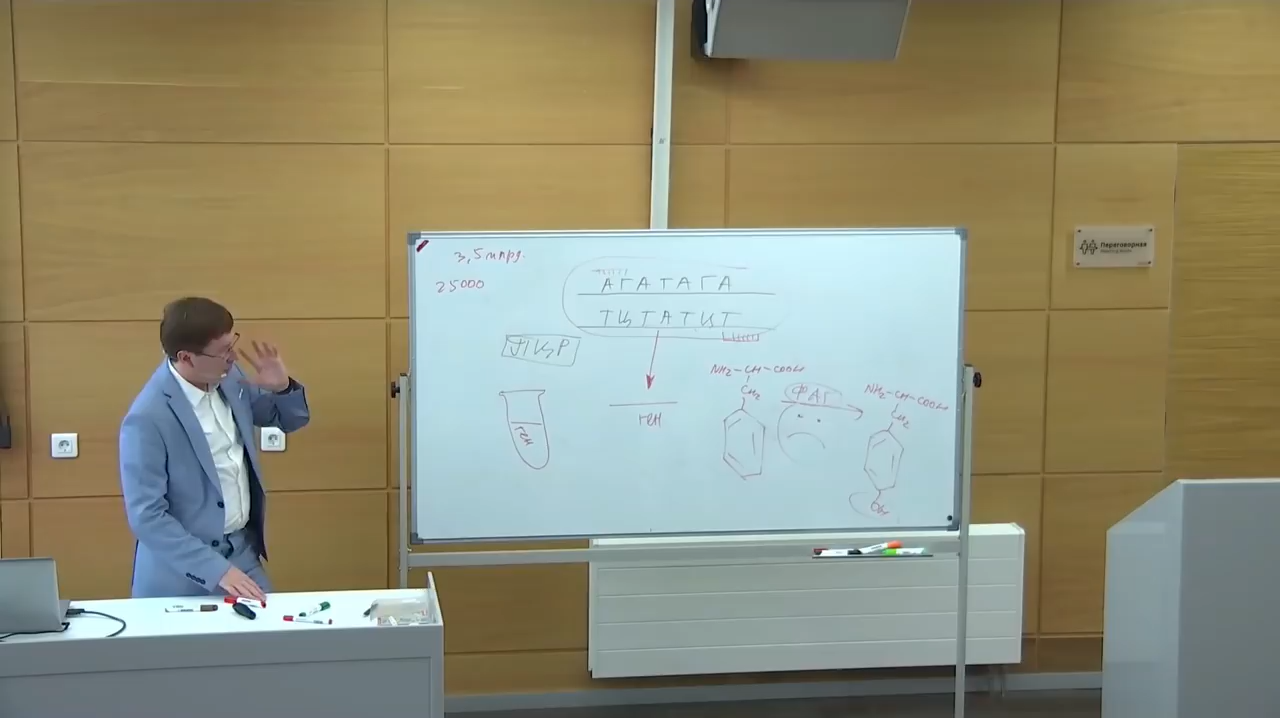 3,5 млрд.
25000
АГАТАГА
ТЦТАТЦТ
ПЦР
ген
ген
NH₂-CH-COOH
CH₂
ФАГ
NH₂-CH-COOH
CH₂
OH
Переговорная